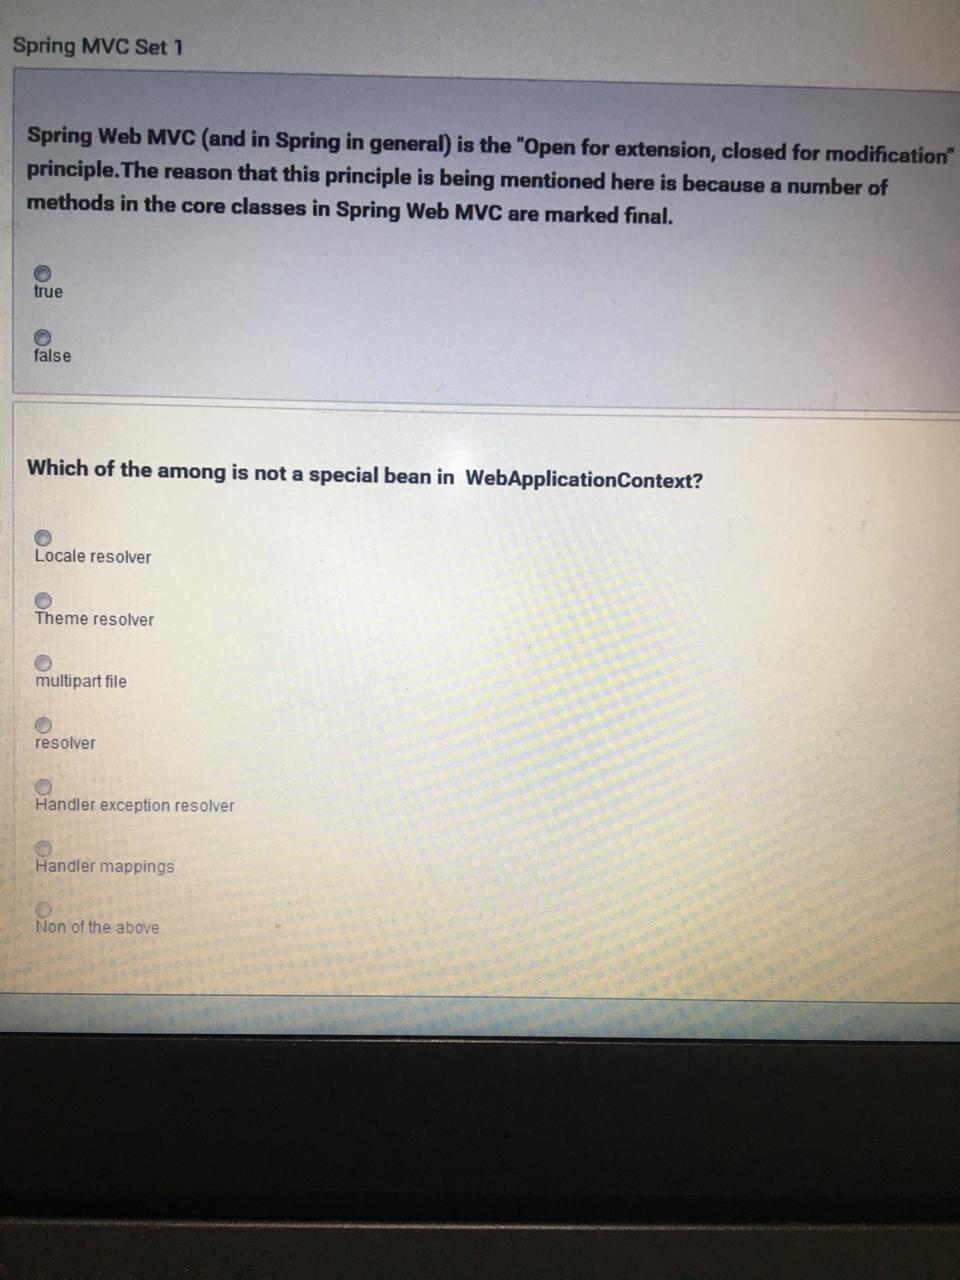 Spring MVC Set 1
Spring Web MVC (and in Spring in general) is the "Open for extension, closed for modification"
principle.The reason that this principle is being mentioned here is because a number of
methods in the core classes in Spring Web MVC are marked final.
true
false
Which of the among is not a special bean in WebApplicationContext?
Locale resolver
Theme resolver
multipart file
resolver
Handler exception resolver
Handler mappings
Non of the above